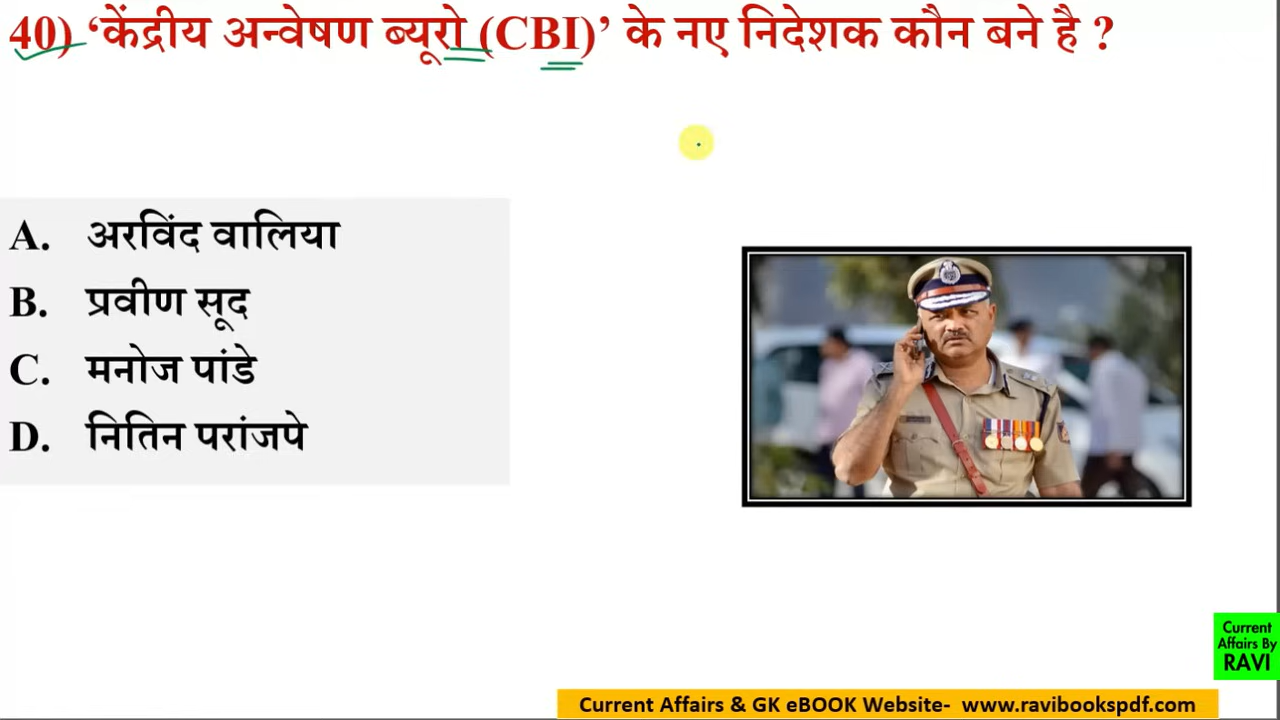 40) ‘केंद्रीय अन्वेषण ब्यूरो (CBI)’ के नए निदेशक कौन बने है ?
A. अरविंद वालिया
B. प्रवीण सूद
C. मनोज पांडे
D. नितिन परांजपे
Current
Affairs By
RAVI
Current Affairs & GK eBOOK Website- www.ravibookspdf.com